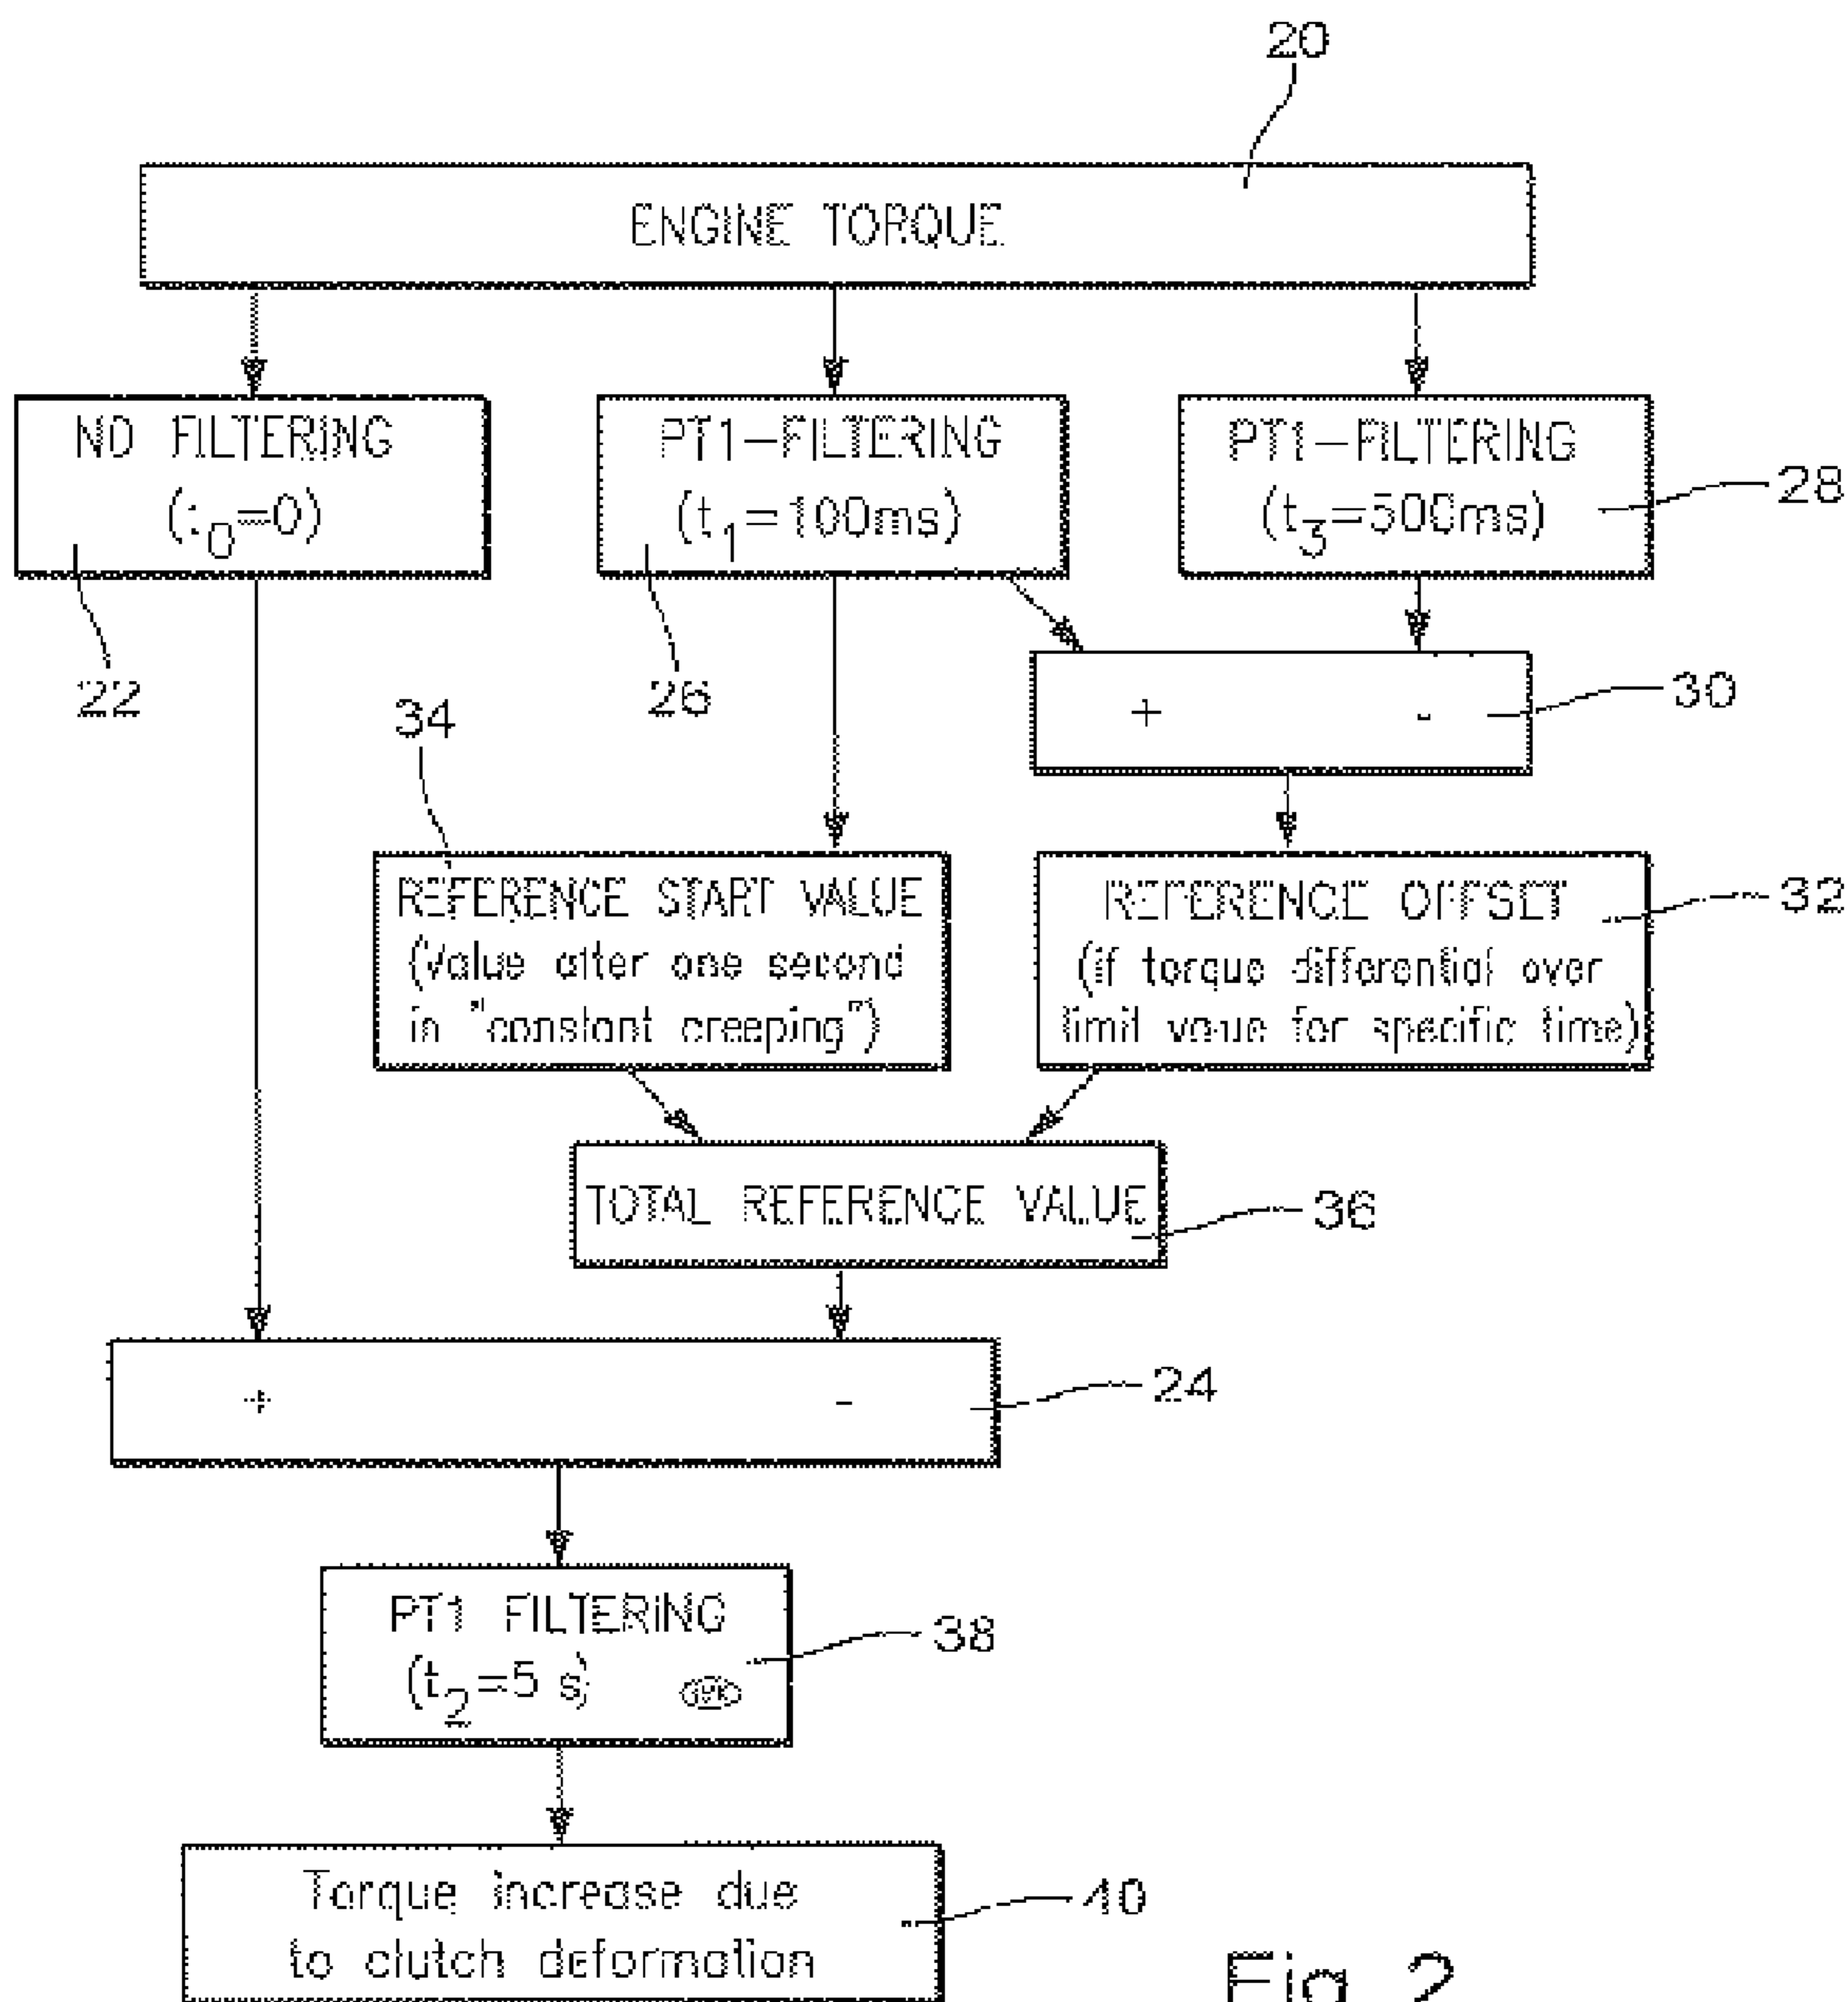 20
ENGINE TORQUE
NO FILTERING
(t0=0)
PT1-FILTERING
(t1=100ms)
PT1-FILTERING
(t3=500ms)
28
22
26
+ -
30
34
REFERENCE START VALUE
(Value after one second
in "constant creeping")
REFERENCE OFFSET
(if torque differential over
limit value for specific time)
32
TOTAL REFERENCE VALUE
36
+ -
24
PT1 FILTERING
(t2=5 s)
38
Torque increase due
to clutch deformation
40
Fig. 2